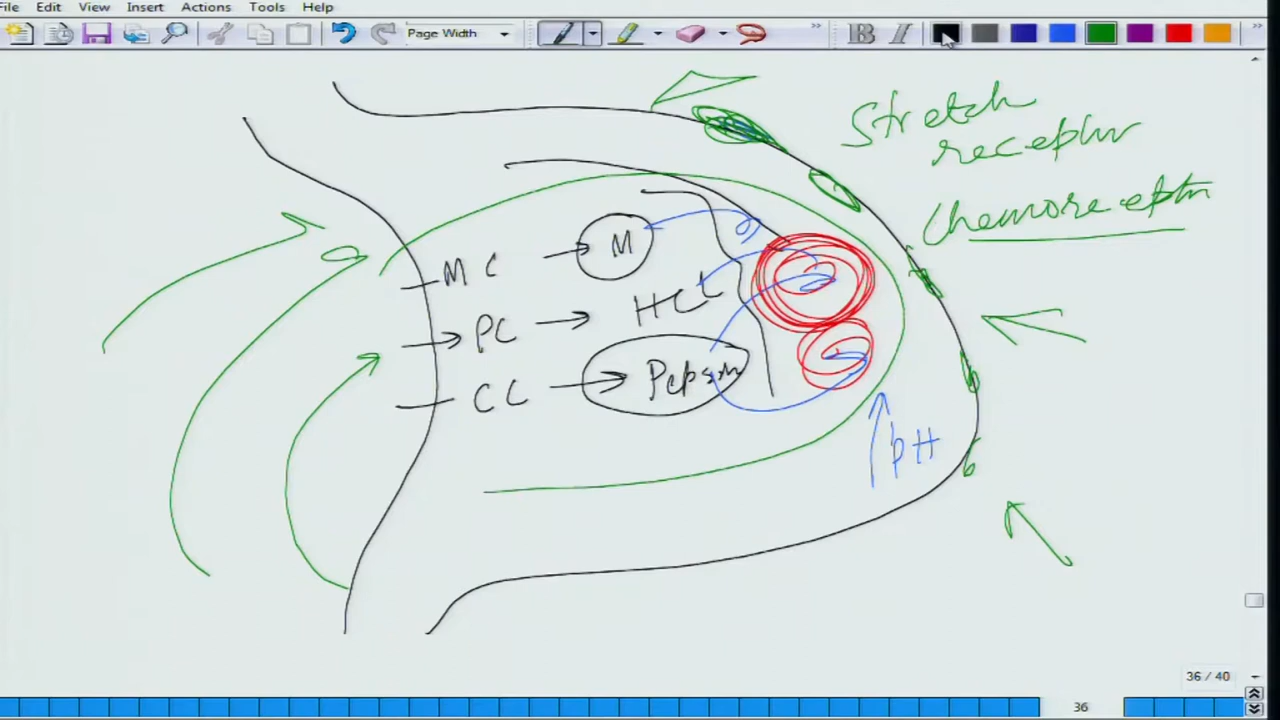 File Edit View Insert Actions Tools Help
Page Width
B I
Stretch
receptor
Chemoreceptor
MC → M
PC → HCL
CC → Pepsin
pH
36 / 40
36